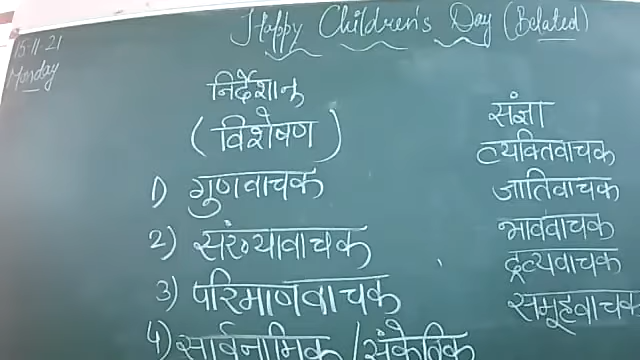 Happy Children's Day (Belated)
15-11-21
Monday
निर्देशांक
(विशेषण)
1) गुणवाचक
2) संख्यावाचक
3) परिमाणवाचक
4) सार्वनामिक / संकेतिक
संज्ञा
व्यक्तिवाचक
जातिवाचक
भाववाचक
द्रव्यवाचक
समूहवाचक